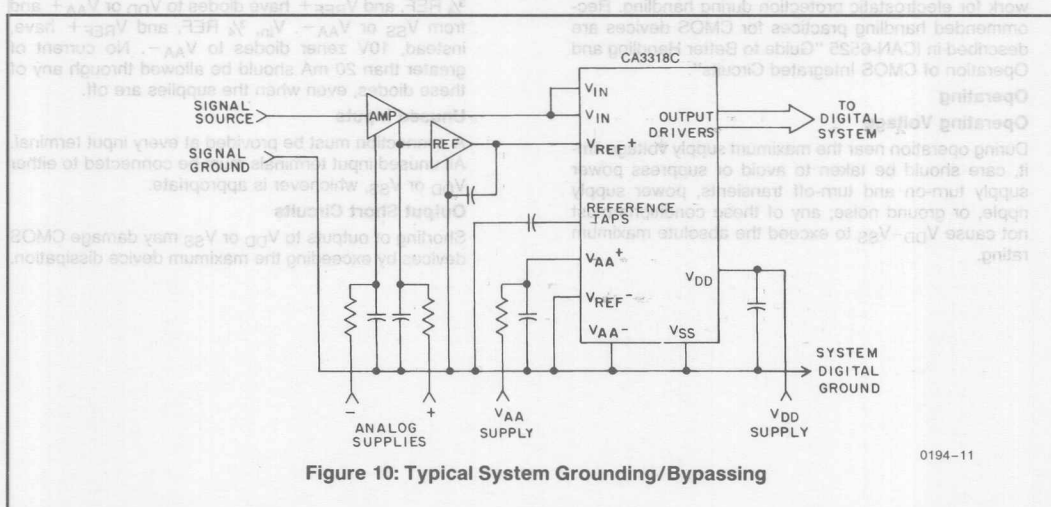 work for electrostatic protection during handling. Rec-
ommended handling practices for CMOS devices are
described in ICAN-6525 "Guide to Better Handling and
Operation of CMOS Integrated Circuits".
Operating
Operating Voltage
During operation near the maximum supply voltage
it, care should be taken to avoid or suppress power
supply turn-on and turn-off transients, power supply
ripple, or ground noise; any of these conditions must
not cause VDD-VSS to exceed the absolute maximum
rating.
¾ REF, and VREF+ have diodes to VDD or VAA+ and
from VSS or VAA-. Vin, ¾ REF, and VREF+ have,
instead, 10V zener diodes to VAA-. No current of
greater than 20 mA should be allowed through any of
these diodes, even when the supplies are off.
Unused Inputs
connection must be provided at every input terminal.
All unused input terminals must be connected to either
VDD or VSS, whichever is appropriate.
Output Short Circuits
Shorting of outputs to VDD or VSS may damage CMOS
devices by exceeding the maximum device dissipation.
CA3318C
SIGNAL
SOURCE
AMP
SIGNAL
GROUND
REF
VIN
VIN
VREF+
OUTPUT
DRIVERS
TO
DIGITAL
SYSTEM
REFERENCE
TAPS
VAA+
VREF-
VAA-
VSS
VDD
SYSTEM
DIGITAL
GROUND
-
+
ANALOG
SUPPLIES
VAA
SUPPLY
VDD
SUPPLY
0194-11
Figure 10: Typical System Grounding/Bypassing